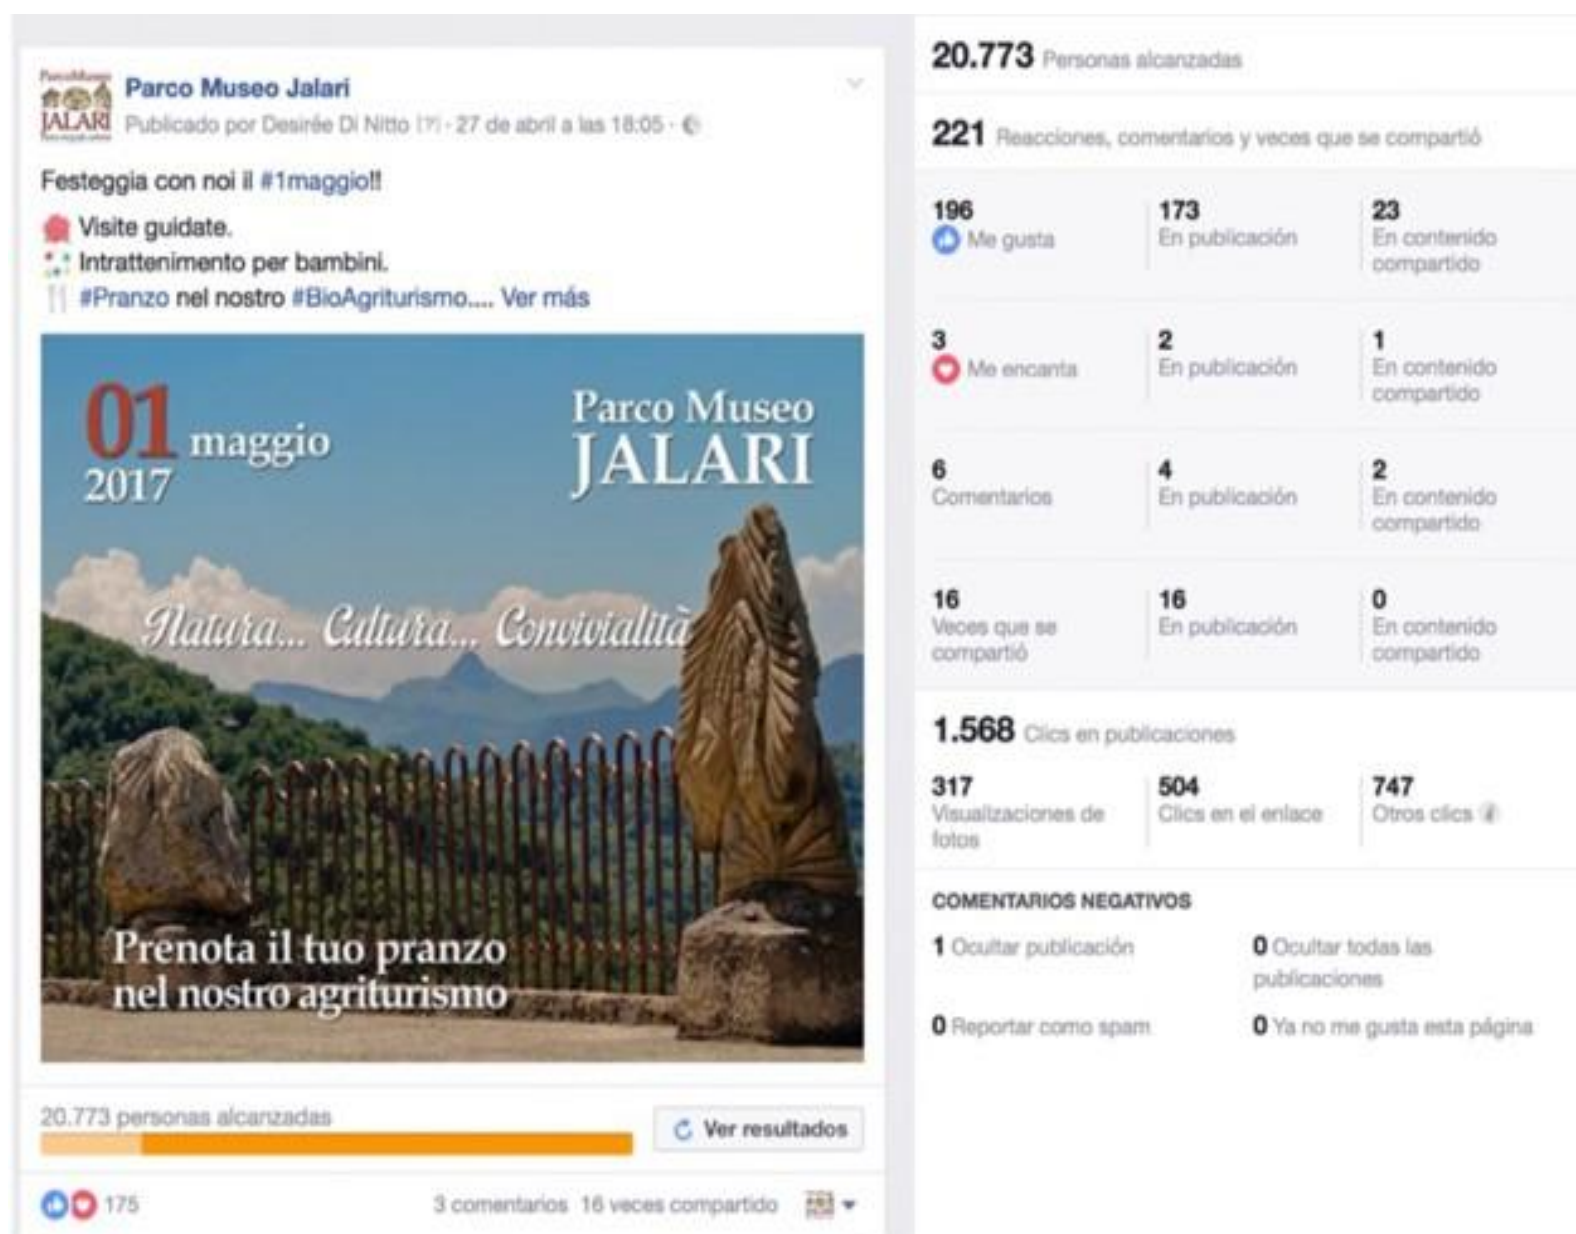 ParcoMuseo
JALARI
Parco Museo Jalari
Publicado por Desirée Di Nitto [?] · 27 de abril a las 18:05 ·
Festeggia con noi il #1maggio!!
Visite guidate.
Intrattenimento per bambini.
#Pranzo nel nostro #BioAgriturismo.... Ver más
01 maggio
2017
Parco Museo
JALARI
Natura... Cultura... Convivialità
Prenota il tuo pranzo
nel nostro agriturismo
20.773 personas alcanzadas
Ver resultados
175
3 comentarios 16 veces compartido
20.773 Personas alcanzadas
221 Reacciones, comentarios y veces que se compartió
196
Me gusta
173
En publicación
23
En contenido
compartido
3
Me encanta
2
En publicación
1
En contenido
compartido
6
Comentarios
4
En publicación
2
En contenido
compartido
16
Veces que se
compartió
16
En publicación
0
En contenido
compartido
1.568 Clics en publicaciones
317
Visualizaciones de
fotos
504
Clics en el enlace
747
Otros clics
COMENTARIOS NEGATIVOS
1 Ocultar publicación
0 Ocultar todas las
publicaciones
0 Reportar como spam
0 Ya no me gusta esta página